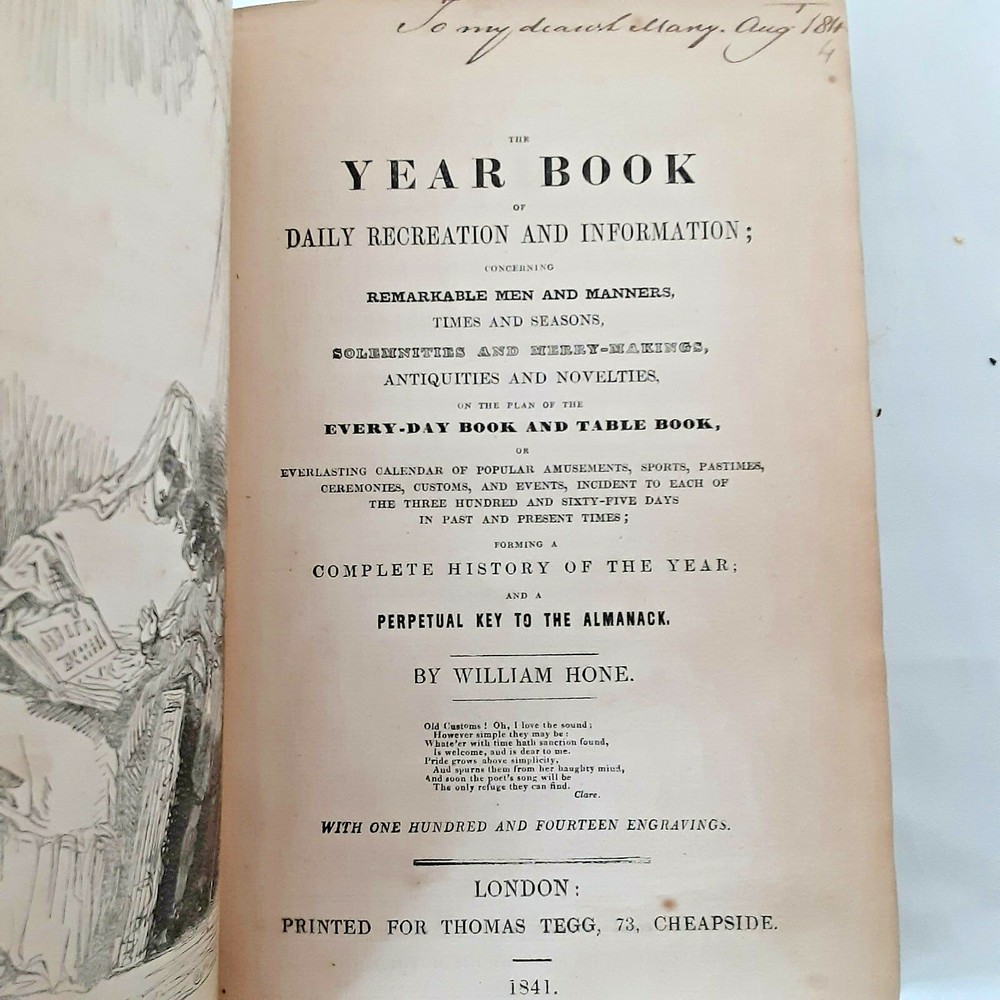 To my dearest Mary. Aug 184
4
THE
YEAR BOOK
OF
DAILY RECREATION AND INFORMATION;
CONCERNING
REMARKABLE MEN AND MANNERS,
TIMES AND SEASONS,
SOLEMNITIES AND MERRY-MAKINGS,
ANTIQUITIES AND NOVELTIES,
ON THE PLAN OF THE
EVERY-DAY BOOK AND TABLE BOOK,
OR
EVERLASTING CALENDAR OF POPULAR AMUSEMENTS, SPORTS, PASTIMES,
CEREMONIES, CUSTOMS, AND EVENTS, INCIDENT TO EACH OF
THE THREE HUNDRED AND SIXTY-FIVE DAYS
IN PAST AND PRESENT TIMES;
FORMING A
COMPLETE HISTORY OF THE YEAR;
AND A
PERPETUAL KEY TO THE ALMANACK.
BY WILLIAM HONE.
Old Customs! Oh, I love the sound;
However simple they may be:
Whate'er with time hath sanction found,
Is welcome, and is dear to me.
Pride grows above simplicity,
And spurns them from her haughty mind,
And soon the poet's song will be
The only refuge they can find.
Clare.
WITH ONE HUNDRED AND FOURTEEN ENGRAVINGS.
LONDON:
PRINTED FOR THOMAS TEGG, 73, CHEAPSIDE.
1841.